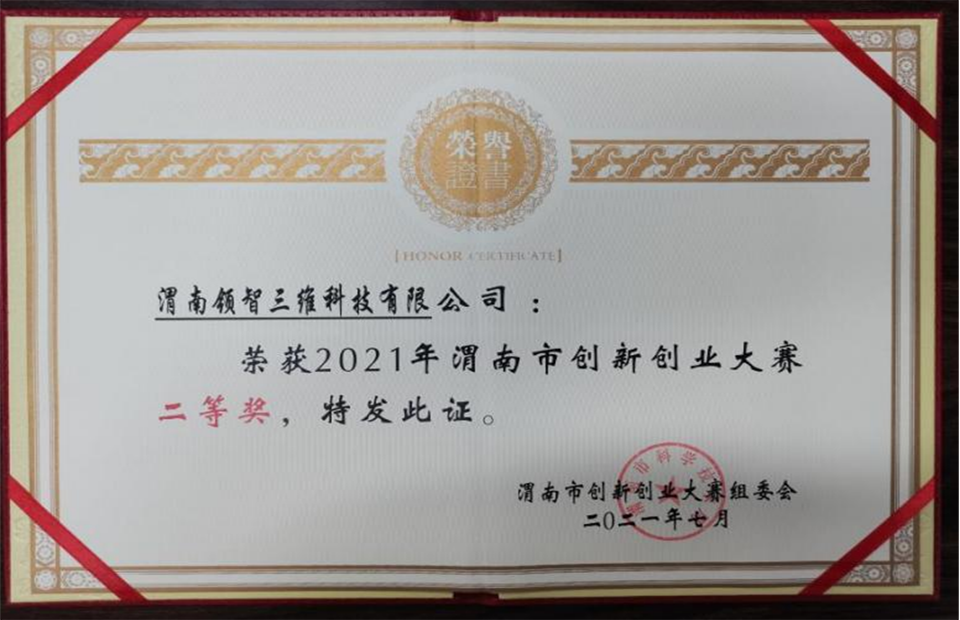 榮譽
證書
[HONOR CERTIFICATE]
渭南领智三维科技有限公司：
荣获2021年渭南市创新创业大赛
二等奖，特发此证。
渭南市创新创业大赛组委会
二〇二一年七月